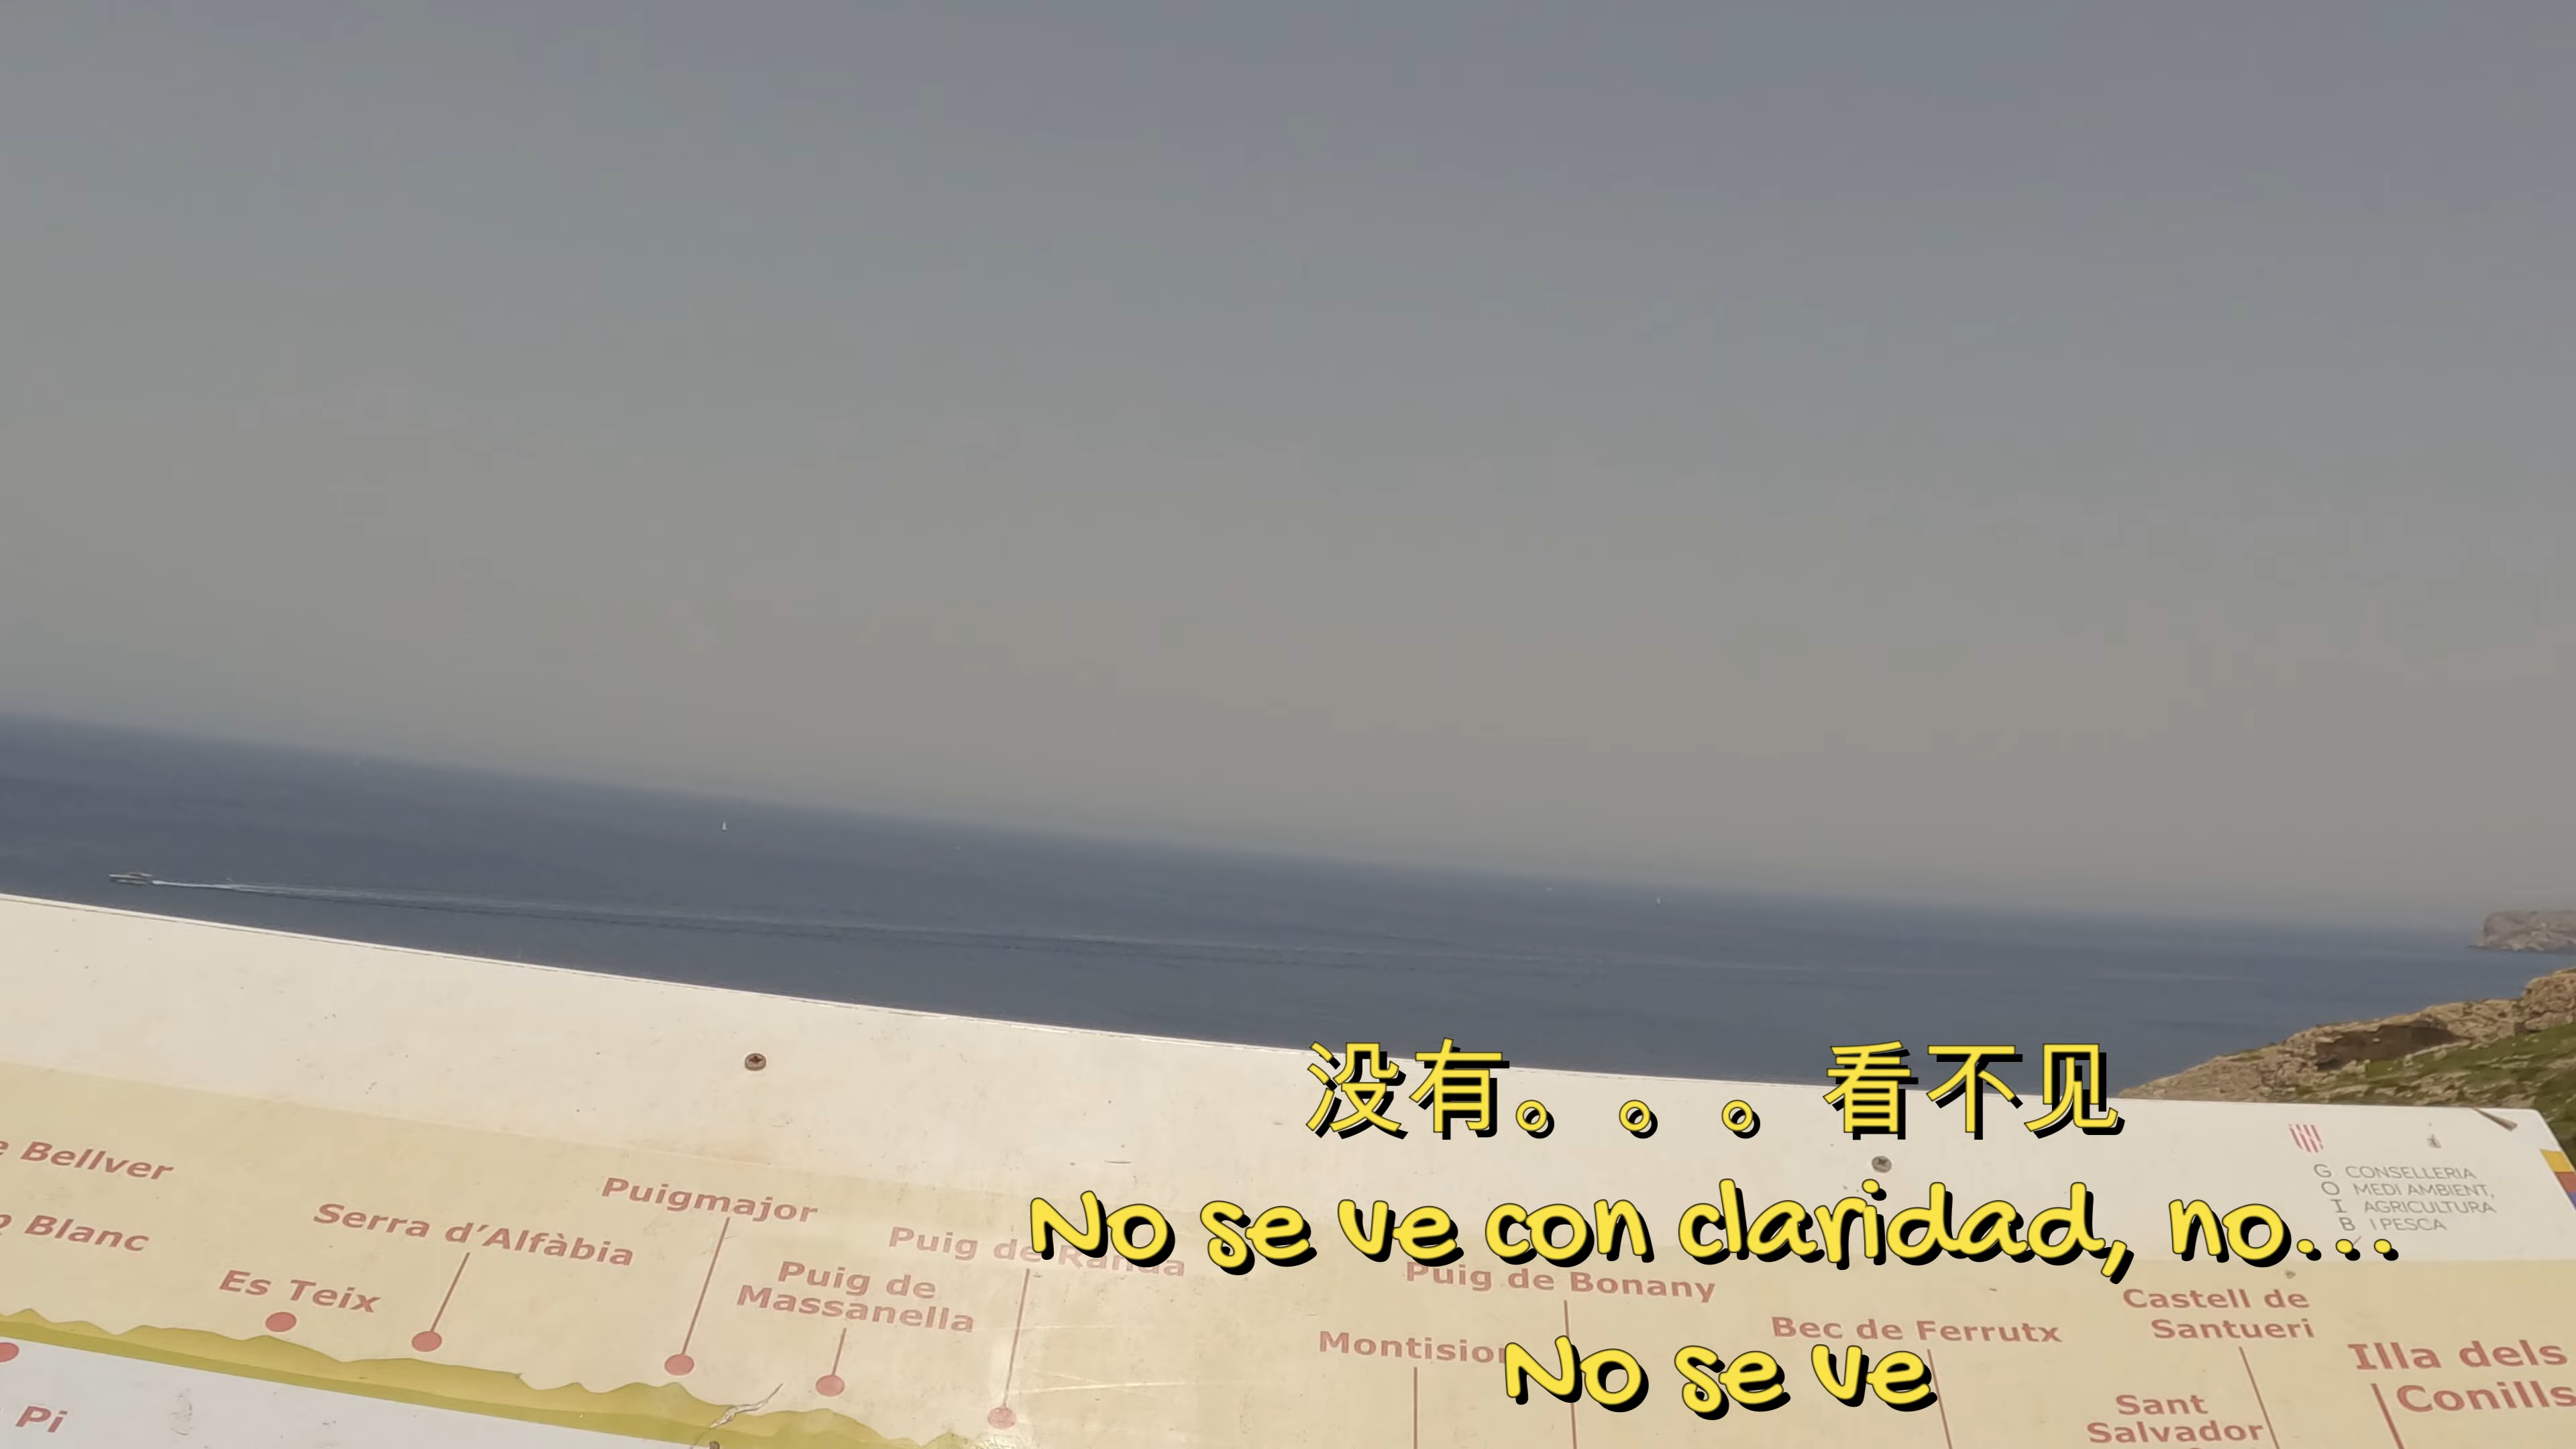 没有。。。看不见
No se ve con claridad, no...
No se ve
Bellver
Blanc
Es Teix
Serra d'Alfàbia
Puigmajor
Puig de
Massanella
Puig de Randa
Puig de Bonany
Montision
Bec de Ferrutx
Castell de
Santueri
Sant
Salvador
Illa dels
Conills
Pi
G CONSELLERIA
O MEDI AMBIENT,
I AGRICULTURA
B I PESCA